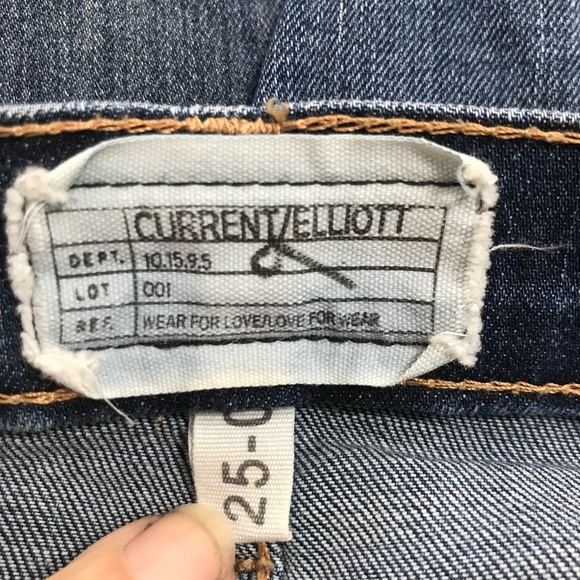 CURRENT/ELLIOTT
DEPT. 10.15.9.5
LOT 001
REF. WEAR FOR LOVE/LOVE FOR WEAR
25-0